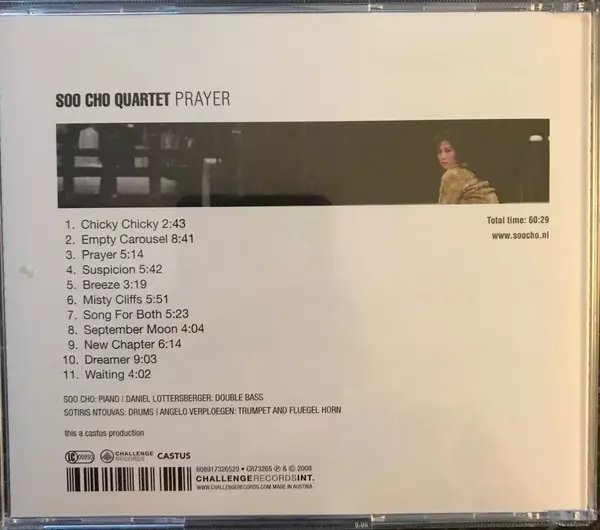 SOO CHO QUARTET PRAYER
1. Chicky Chicky 2:43
2. Empty Carousel 8:41
3. Prayer 5:14
4. Suspicion 5:42
5. Breeze 3:19
6. Misty Cliffs 5:51
7. Song For Both 5:23
8. September Moon 4:04
9. New Chapter 6:14
10. Dreamer 9:03
11. Waiting 4:02
Total time: 60:29
www.soocho.nl
SOO CHO: PIANO | DANIEL LOTTERSBERGER: DOUBLE BASS
SOTIRIS NTOUVAS: DRUMS | ANGELO VERPLOEGEN: TRUMPET AND FLUEGEL HORN
this a castus production
LC 00950 CHALLENGE RECORDS CASTUS
608917326529 • CR73265 ℗ & © 2008
CHALLENGERECORDSINT.
WWW.CHALLENGERECORDS.COM MADE IN AUSTRIA